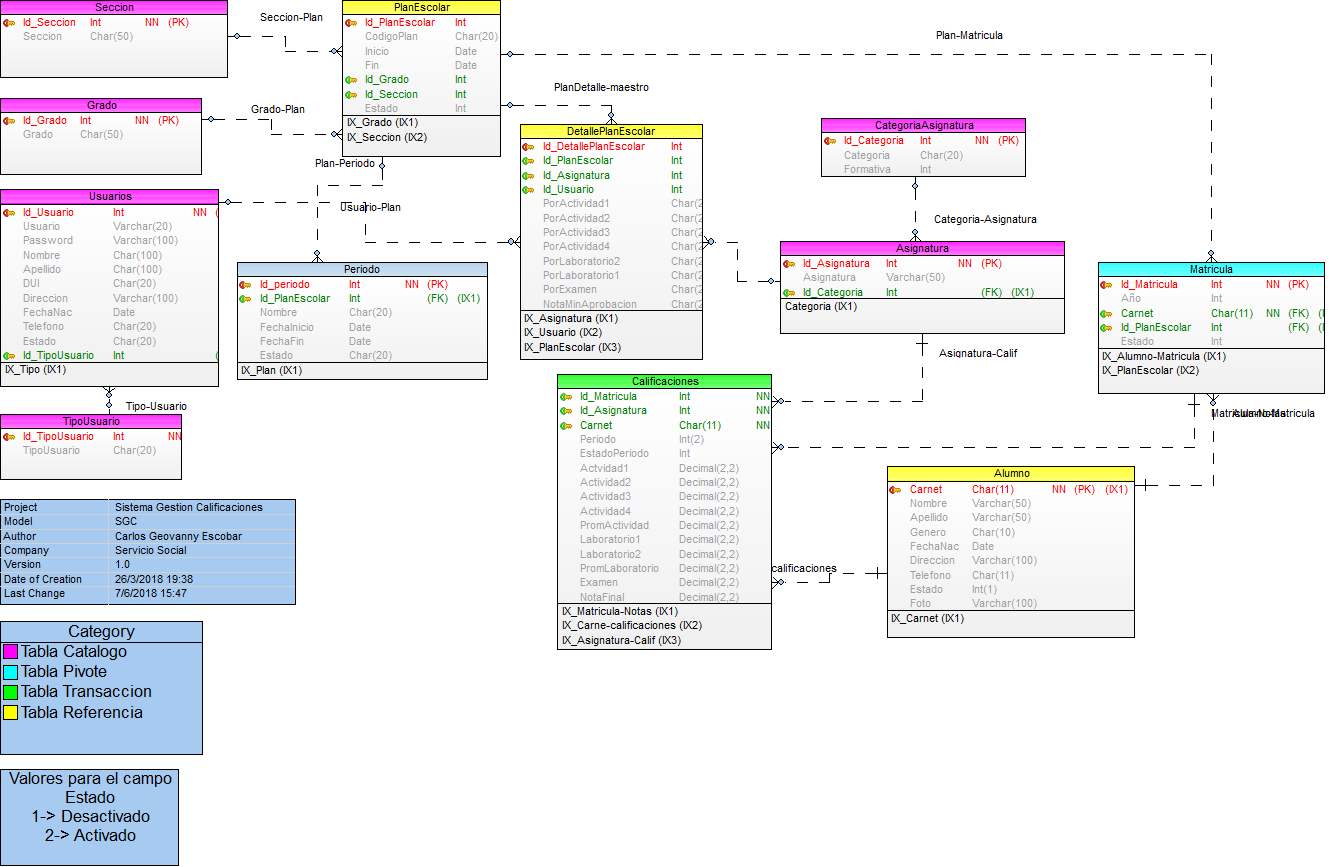 Seccion
Id_Seccion Int NN (PK)
Seccion Char(50)
Seccion-Plan
PlanEscolar
Id_PlanEscolar Int
CodigoPlan Char(20)
Inicio Date
Fin Date
Id_Grado Int
Id_Seccion Int
Estado Int
IX_Grado (IX1)
IX_Seccion (IX2)
Plan-Matricula
Grado
Id_Grado Int NN (PK)
Grado Char(50)
Grado-Plan
Plan-Periodo
PlanDetalle-maestro
Usuarios
Id_Usuario Int NN (
Usuario Varchar(20)
Password Varchar(100)
Nombre Char(100)
Apellido Char(100)
DUI Char(20)
Direccion Varchar(100)
FechaNac Date
Telefono Char(20)
Estado Char(20)
Id_TipoUsuario Int (
IX_Tipo (IX1)
Usuario-Plan
DetallePlanEscolar
Id_DetallePlanEscolar Int
Id_PlanEscolar Int
Id_Asignatura Int
Id_Usuario Int
PorActividad1 Char(2
PorActividad2 Char(2
PorActividad3 Char(2
PorActividad4 Char(2
PorLaboratorio2 Char(2
PorLaboratorio1 Char(2
PorExamen Char(2
NotaMinAprobacion Char(2
IX_Asignatura (IX1)
IX_Usuario (IX2)
IX_PlanEscolar (IX3)
CategoriaAsignatura
Id_Categoria Int NN (PK)
Categoria Char(20)
Formativa Int
Categoria-Asignatura
Asignatura
Id_Asignatura Int NN (PK)
Asignatura Varchar(50)
Id_Categoria Int (FK) (IX1)
Categoria (IX1)
Periodo
Id_periodo Int NN (PK)
Id_PlanEscolar Int (FK) (IX1)
Nombre Char(20)
FechaInicio Date
FechaFin Date
Estado Char(20)
IX_Plan (IX1)
Matricula
Id_Matricula Int NN (PK)
Año Int
Carnet Char(11) NN (FK) (I
Id_PlanEscolar Int (FK) (I
Estado Int
IX_Alumno-Matricula (IX1)
IX_PlanEscolar (IX2)
Asignatura-Calif
Tipo-Usuario
TipoUsuario
Id_TipoUsuario Int NN
TipoUsuario Char(20)
Calificaciones
Id_Matricula Int NN
Id_Asignatura Int NN
Carnet Char(11) NN
Periodo Int(2)
EstadoPeriodo Int
Actvidad1 Decimal(2,2)
Actividad2 Decimal(2,2)
Actividad3 Decimal(2,2)
Actividad4 Decimal(2,2)
PromActividad Decimal(2,2)
Laboratorio1 Decimal(2,2)
Laboratorio2 Decimal(2,2)
PromLaboratorio Decimal(2,2)
Examen Decimal(2,2)
NotaFinal Decimal(2,2)
IX_Matricula-Notas (IX1)
IX_Carne-calificaciones (IX2)
IX_Asignatura-Calif (IX3)
calificaciones
Alumno
Carnet Char(11) NN (PK) (IX1)
Nombre Varchar(50)
Apellido Varchar(50)
Genero Char(10)
FechaNac Date
Direccion Varchar(100)
Telefono Char(11)
Estado Int(1)
Foto Varchar(100)
IX_Carnet (IX1)
Project Sistema Gestion Calificaciones
Model SGC
Author Carlos Geovanny Escobar
Company Servicio Social
Version 1.0
Date of Creation 26/3/2018 19:38
Last Change 7/6/2018 15:47
Category
Tabla Catalogo
Tabla Pivote
Tabla Transaccion
Tabla Referencia
Valores para el campo
Estado
1-> Desactivado
2-> Activado